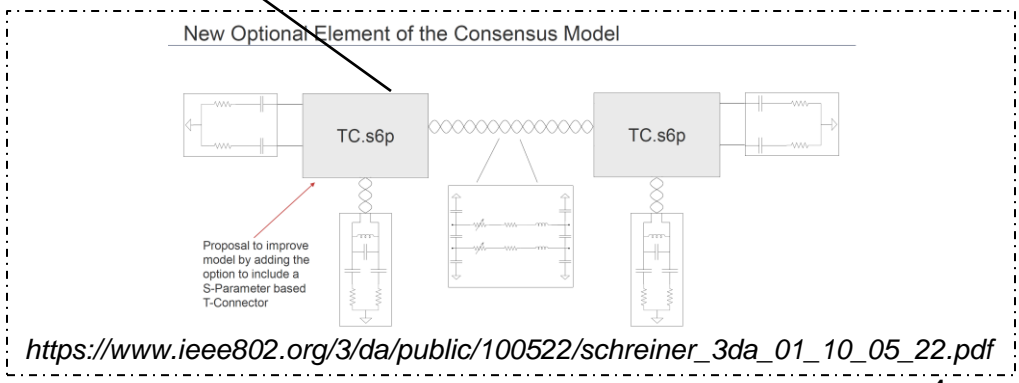 New Optional Element of the Consensus Model
TC.s6p
TC.s6p
Proposal to improve
model by adding the
option to include a
S-Parameter based
T-Connector
https://www.ieee802.org/3/da/public/100522/schreiner_3da_01_10_05_22.pdf